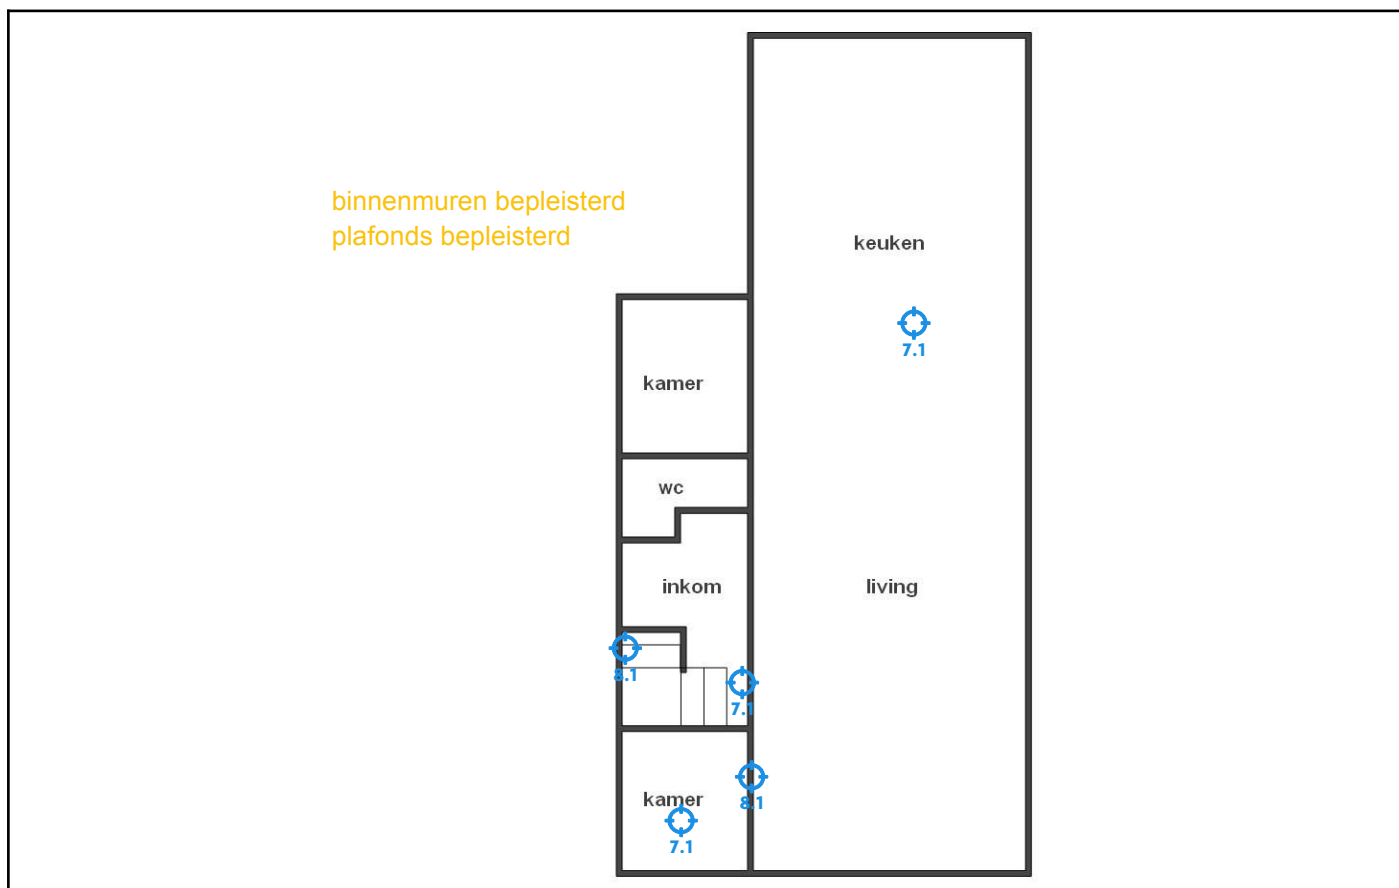 binnenmuren bepleisterd
plafonds bepleisterd
keuken
7.1
kamer
wc
inkom
living
8.1
7.1
8.1
kamer
7.1